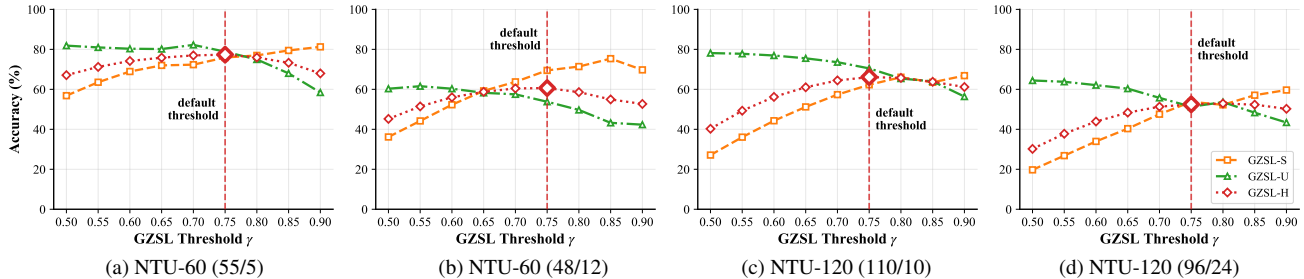 Accuracy (%)
100
80
60
40
20
0
default
threshold
0.50 0.55 0.60 0.65 0.70 0.75 0.80 0.85 0.90
GZSL Threshold γ
(a) NTU-60 (55/5)
100
80
60
40
20
0
default
threshold
0.50 0.55 0.60 0.65 0.70 0.75 0.80 0.85 0.90
GZSL Threshold γ
(b) NTU-60 (48/12)
100
80
60
40
20
0
default
threshold
0.50 0.55 0.60 0.65 0.70 0.75 0.80 0.85 0.90
GZSL Threshold γ
(c) NTU-120 (110/10)
100
80
60
40
20
0
default
threshold
GZSL-S
GZSL-U
GZSL-H
0.50 0.55 0.60 0.65 0.70 0.75 0.80 0.85 0.90
GZSL Threshold γ
(d) NTU-120 (96/24)